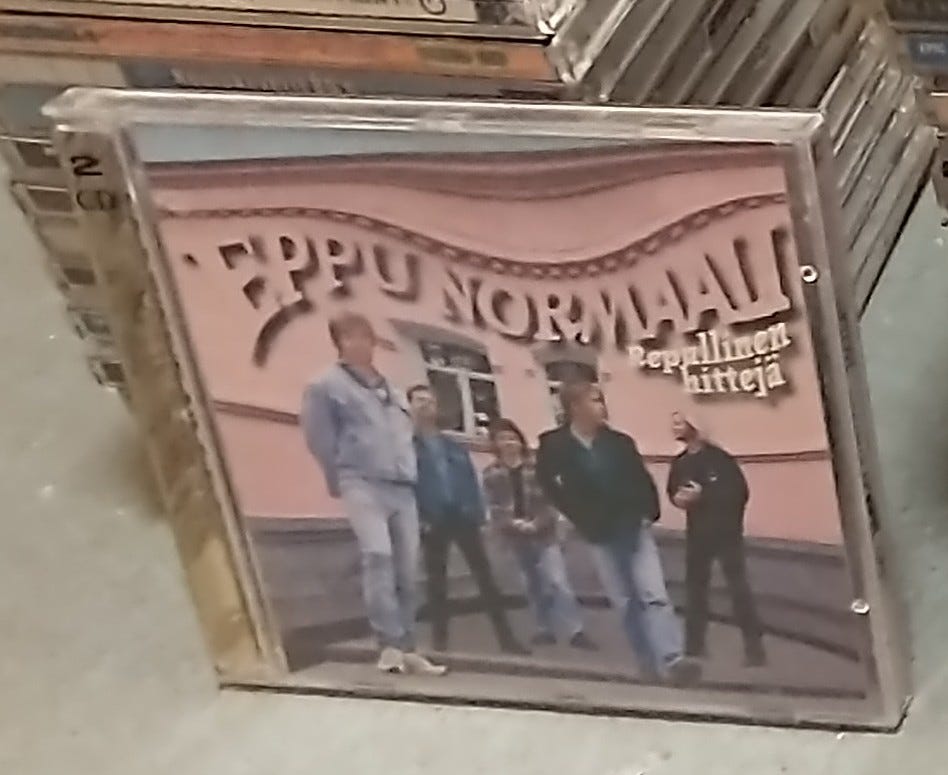 2
CD
EPPU NORMAALI
Repullinen
hittejä